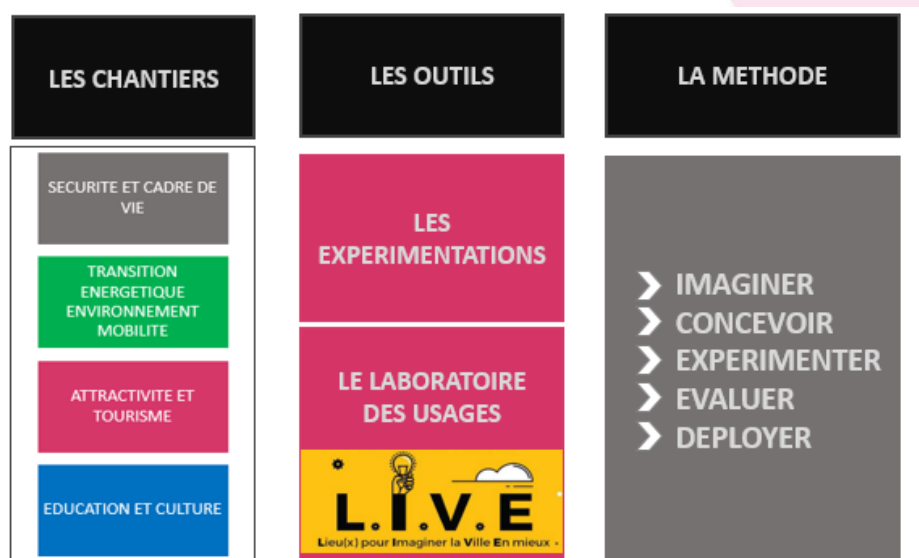 LES CHANTIERS
SECURITE ET CADRE DE
VIE
TRANSITION
ENERGETIQUE
ENVIRONNEMENT
MOBILITE
ATTRACTIVITE ET
TOURISME
EDUCATION ET CULTURE
LES OUTILS
LES
EXPERIMENTATIONS
LE LABORATOIRE
DES USAGES
L.I.V.E
Lieu(x) pour Imaginer la Ville En mieux
LA METHODE
IMAGINER
CONCEVOIR
EXPERIMENTER
EVALUER
DEPLOYER